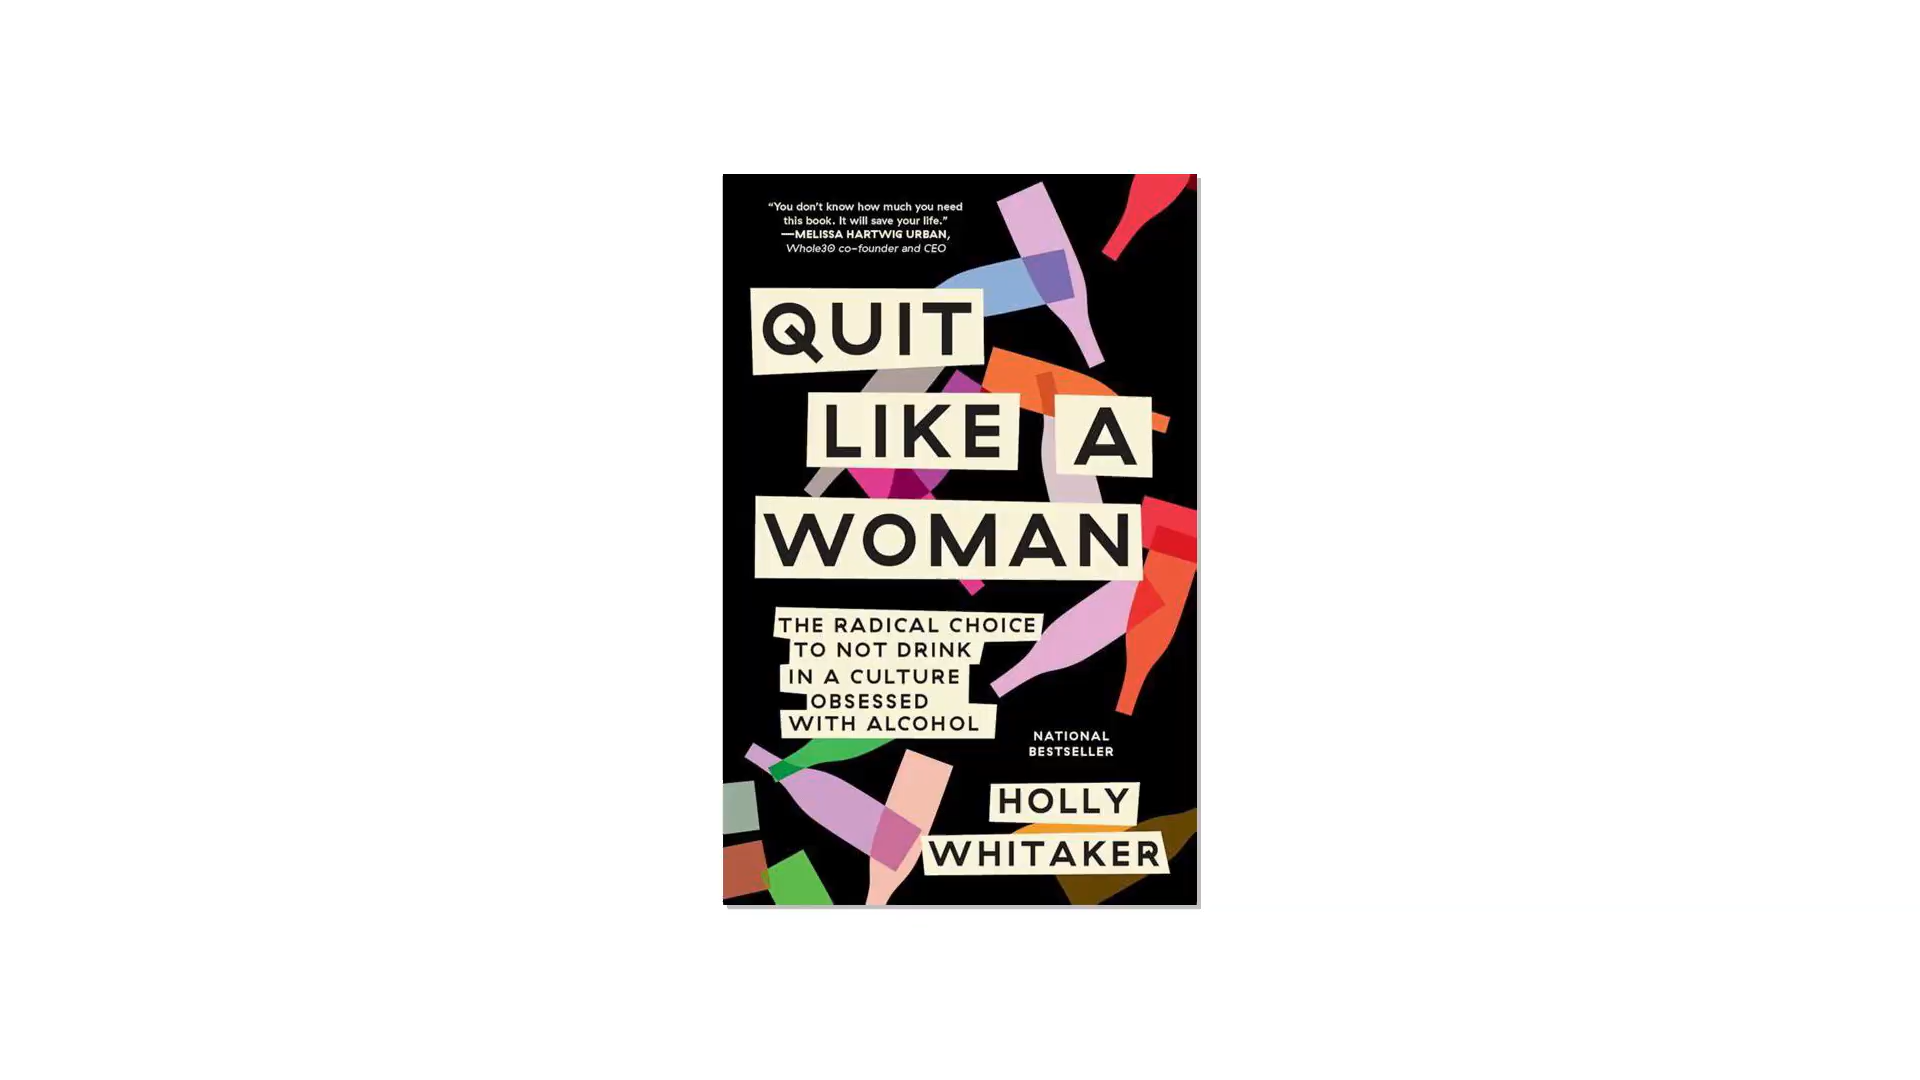 “You don’t know how much you need
this book. It will save your life.”
—MELISSA HARTWIG URBAN,
Whole30 co-founder and CEO
QUIT
LIKE A
WOMAN
THE RADICAL CHOICE
TO NOT DRINK
IN A CULTURE
OBSESSED
WITH ALCOHOL
NATIONAL
BESTSELLER
HOLLY
WHITAKER